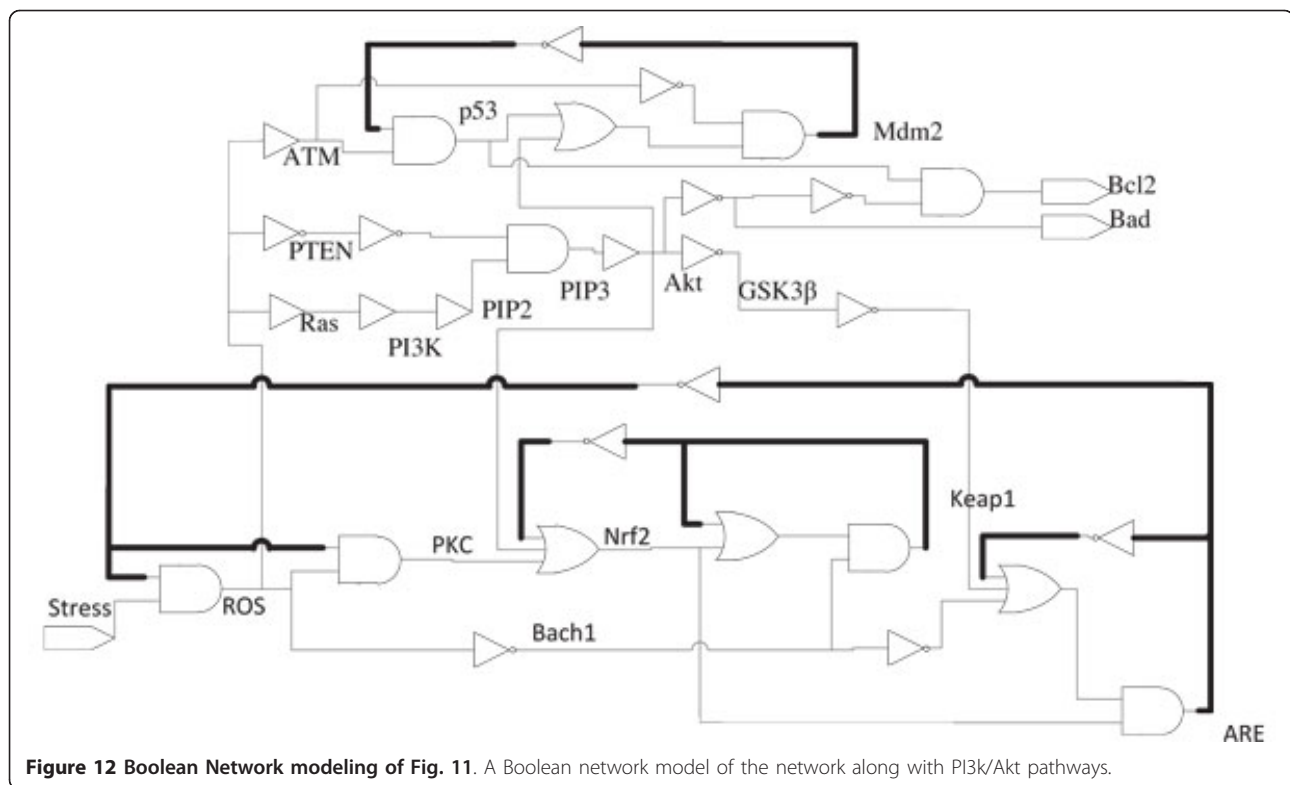 p53
Mdm2
ATM
Bcl2
Bad
PTEN
PIP3
Akt
GSK3β
Ras
PIP2
PI3K
Keap1
PKC
Nrf2
Stress
ROS
Bach1
ARE
Figure 12 Boolean Network modeling of Fig. 11. A Boolean network model of the network along with PI3k/Akt pathways.